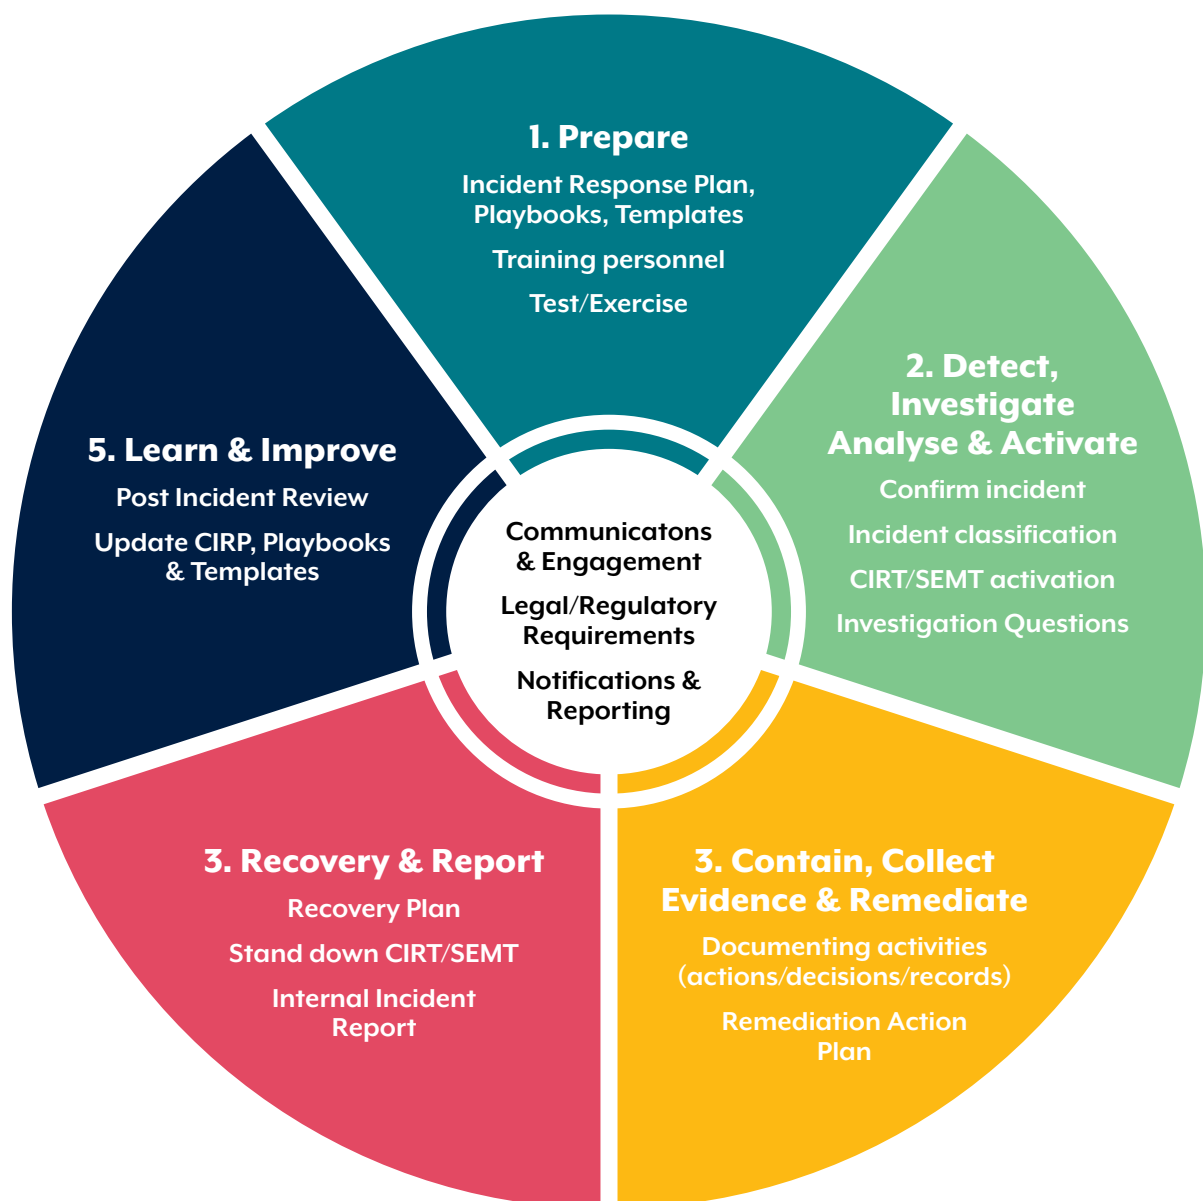 1. Prepare
Incident Response Plan,
Playbooks, Templates
Training personnel
Test/Exercise
2. Detect,
Investigate
Analyse & Activate
Confirm incident
Incident classification
CIRT/SEMT activation
Investigation Questions
3. Contain, Collect
Evidence & Remediate
Documenting activities
(actions/decisions/records)
Remediation Action
Plan
3. Recovery & Report
Recovery Plan
Stand down CIRT/SEMT
Internal Incident
Report
5. Learn & Improve
Post Incident Review
Update CIRP, Playbooks
& Templates
Communicatons
& Engagement
Legal/Regulatory
Requirements
Notifications &
Reporting